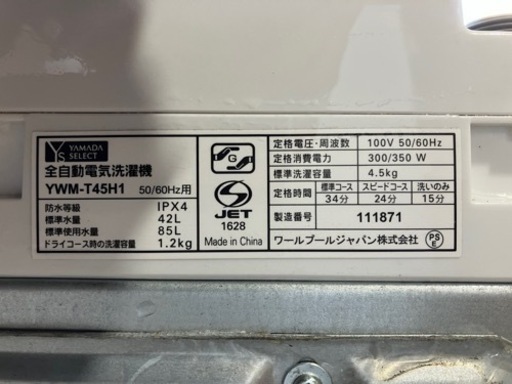 YS YAMADA SELECT
全自動電気洗濯機
YWM-T45H1 50/60Hz用
防水等級 IPX4
標準水量 42L
標準使用水量 85L
ドライコース時の洗濯容量 1.2kg
G
S
JET
1628
Made in China
定格電圧・周波数 100V 50/60Hz
定格消費電力 300/350 W
標準洗濯容量 4.5kg
定格時間 標準コース スピードコース 洗いのみ
34分 24分 15分
製造番号 111871
ワールプールジャパン株式会社 PSE